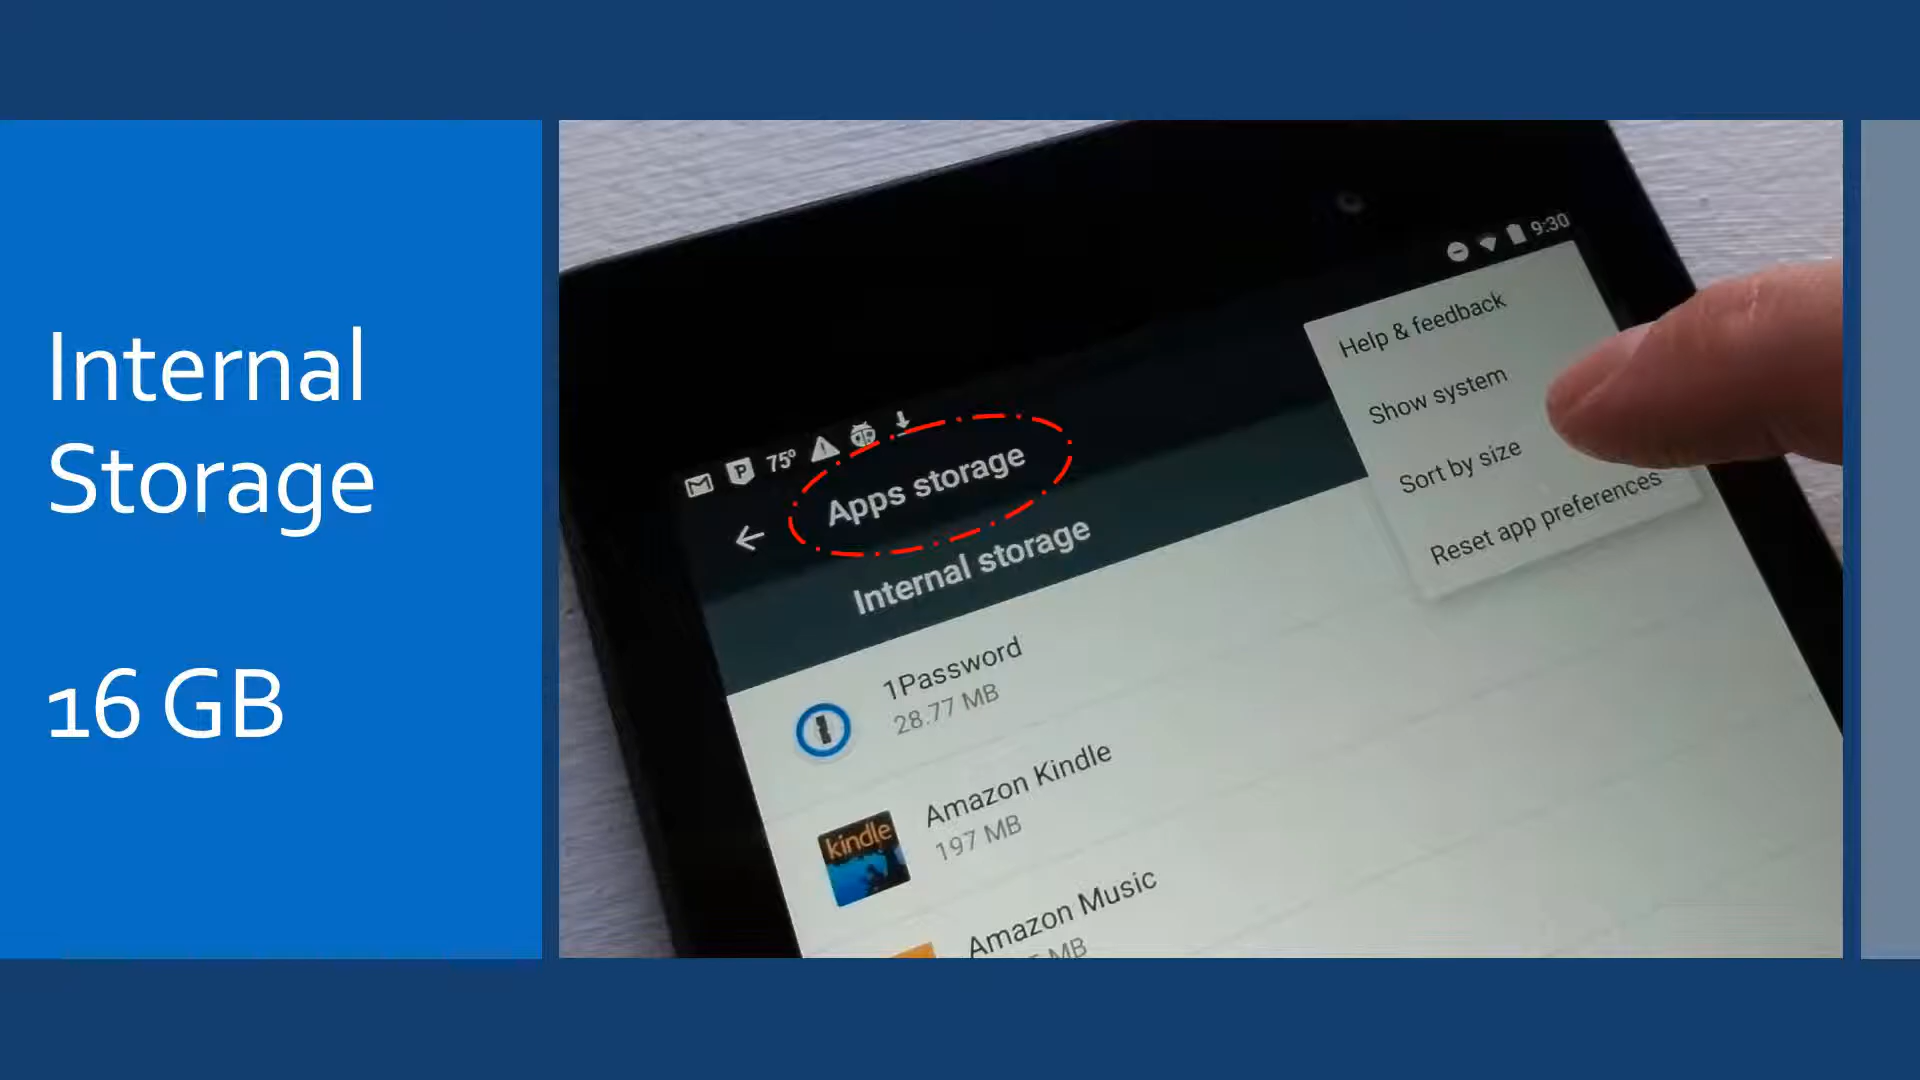 Internal
Storage
16 GB
9:30
75°
Apps storage
Internal storage
Help & feedback
Show system
Sort by size
Reset app preferences
1Password
28.77 MB
kindle
Amazon Kindle
197 MB
Amazon Music
MB